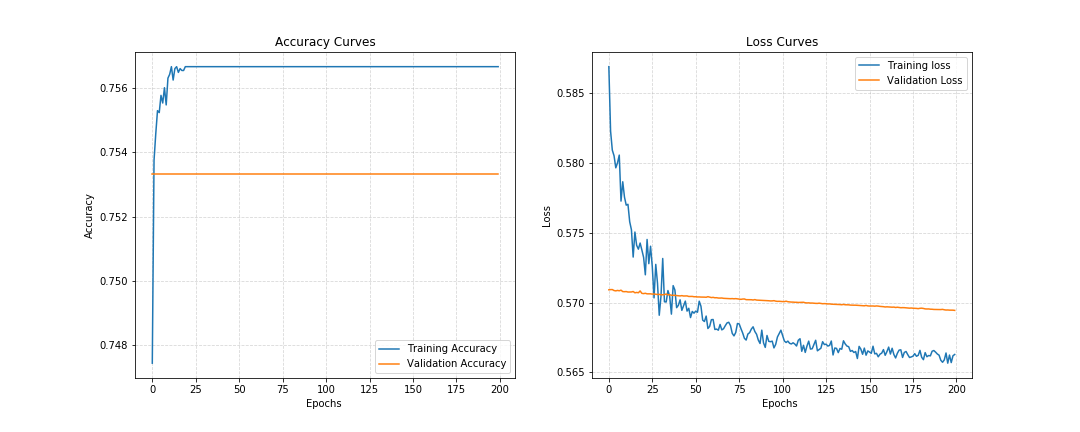 Accuracy Curves
0.756
0.754
0.752
0.750
0.748
Accuracy
0 25 50 75 100 125 150 175 200
Epochs
Training Accuracy
Validation Accuracy
Loss Curves
0.585
0.580
0.575
0.570
0.565
Loss
0 25 50 75 100 125 150 175 200
Epochs
Training loss
Validation Loss